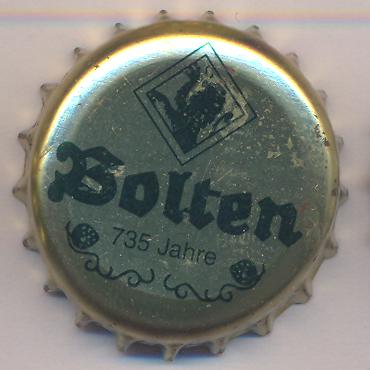 Bolten
735 Jahre